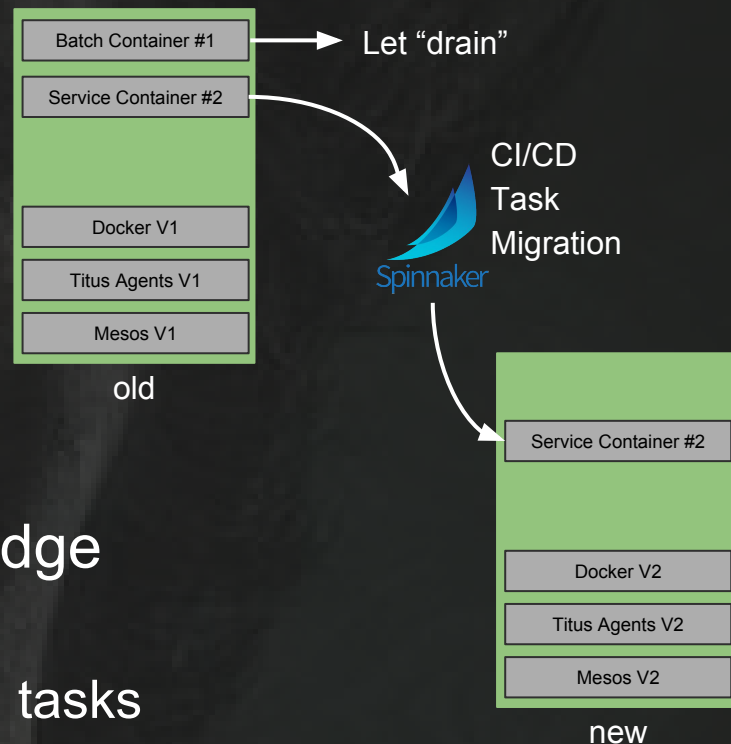 Batch Container #1
Let “drain”
Service Container #2
CI/CD
Task
Migration
Spinnaker
Docker V1
Titus Agents V1
Mesos V1
old
Service Container #2
dge
Docker V2
Titus Agents V2
Mesos V2
tasks
new